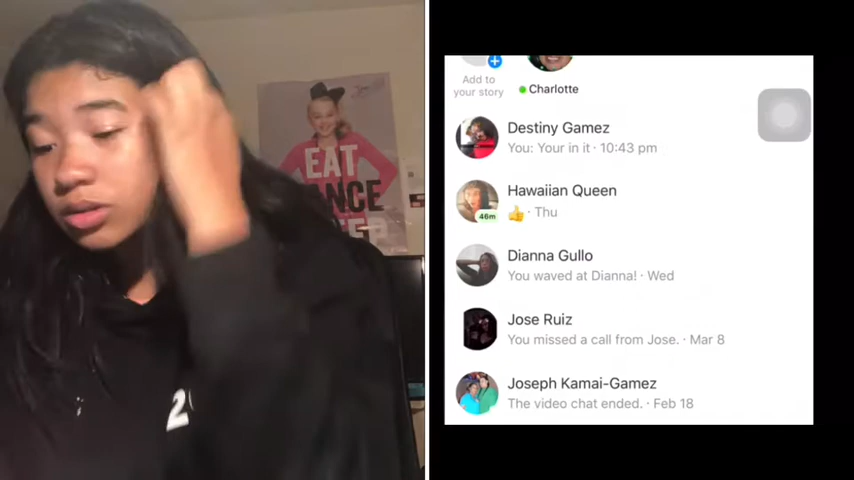 EAT
DANCE
2
Add to
your story
Charlotte
Destiny Gamez
You: Your in it · 10:43 pm
Hawaiian Queen
46m
👍 · Thu
Dianna Gullo
You waved at Dianna! · Wed
Jose Ruiz
You missed a call from Jose. · Mar 8
Joseph Kamai-Gamez
The video chat ended. · Feb 18